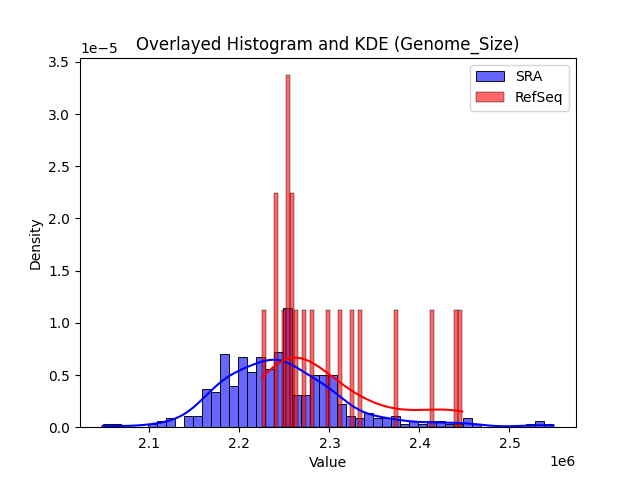 Overlayed Histogram and KDE (Genome_Size)
1e−5
3.5
3.0
2.5
2.0
1.5
1.0
0.5
0.0
Density
SRA
RefSeq
2.1
2.2
2.3
2.4
2.5
1e6
Value